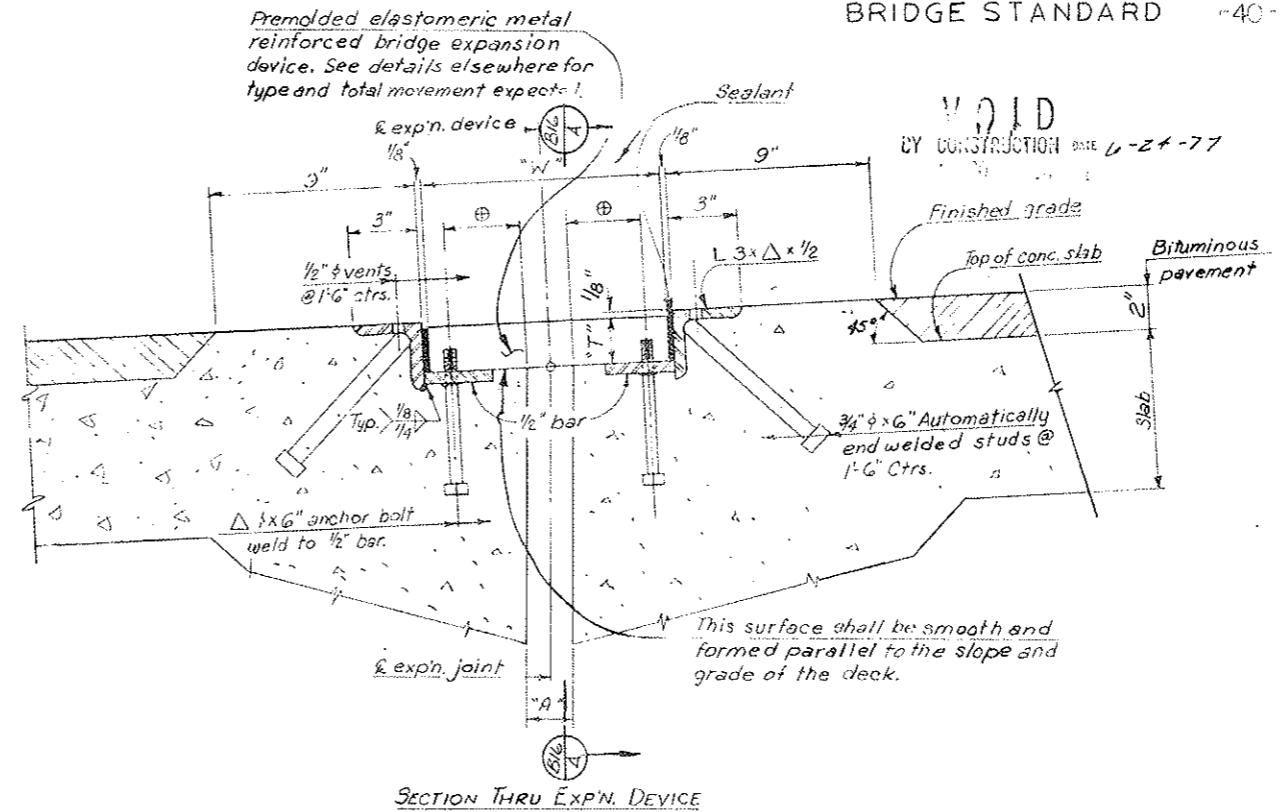 BRIDGE STANDARD -40-
Premolded elastomeric metal
reinforced bridge expansion
device. See details elsewhere for
type and total movement
℄ exp'n. device
B16
A
Sealant
VOID
BY CONSTRUCTION DATE 6-24-77
1/8"
"W"
1/8"
9"
9"
3"
⊕
⊕
3"
Finished grade
L 3 x △ x 1/2
Top of conc. slab
Bituminous
pavement
1/2" ϕ vents
@ 1'-6" ctrs.
1/8"
"T"
45°
2"
Slab
Typ.
1/8
1/4
1/2" bar
3/4" ϕ x 6" Automatically
end welded studs @
1'-6" Ctrs.
△ ϕ x 6" anchor bolt
weld to 1/2" bar.
This surface shall be smooth and
formed parallel to the slope and
grade of the deck.
℄ exp'n. joint
"A"
B16
A
SECTION THRU EXP'N. DEVICE